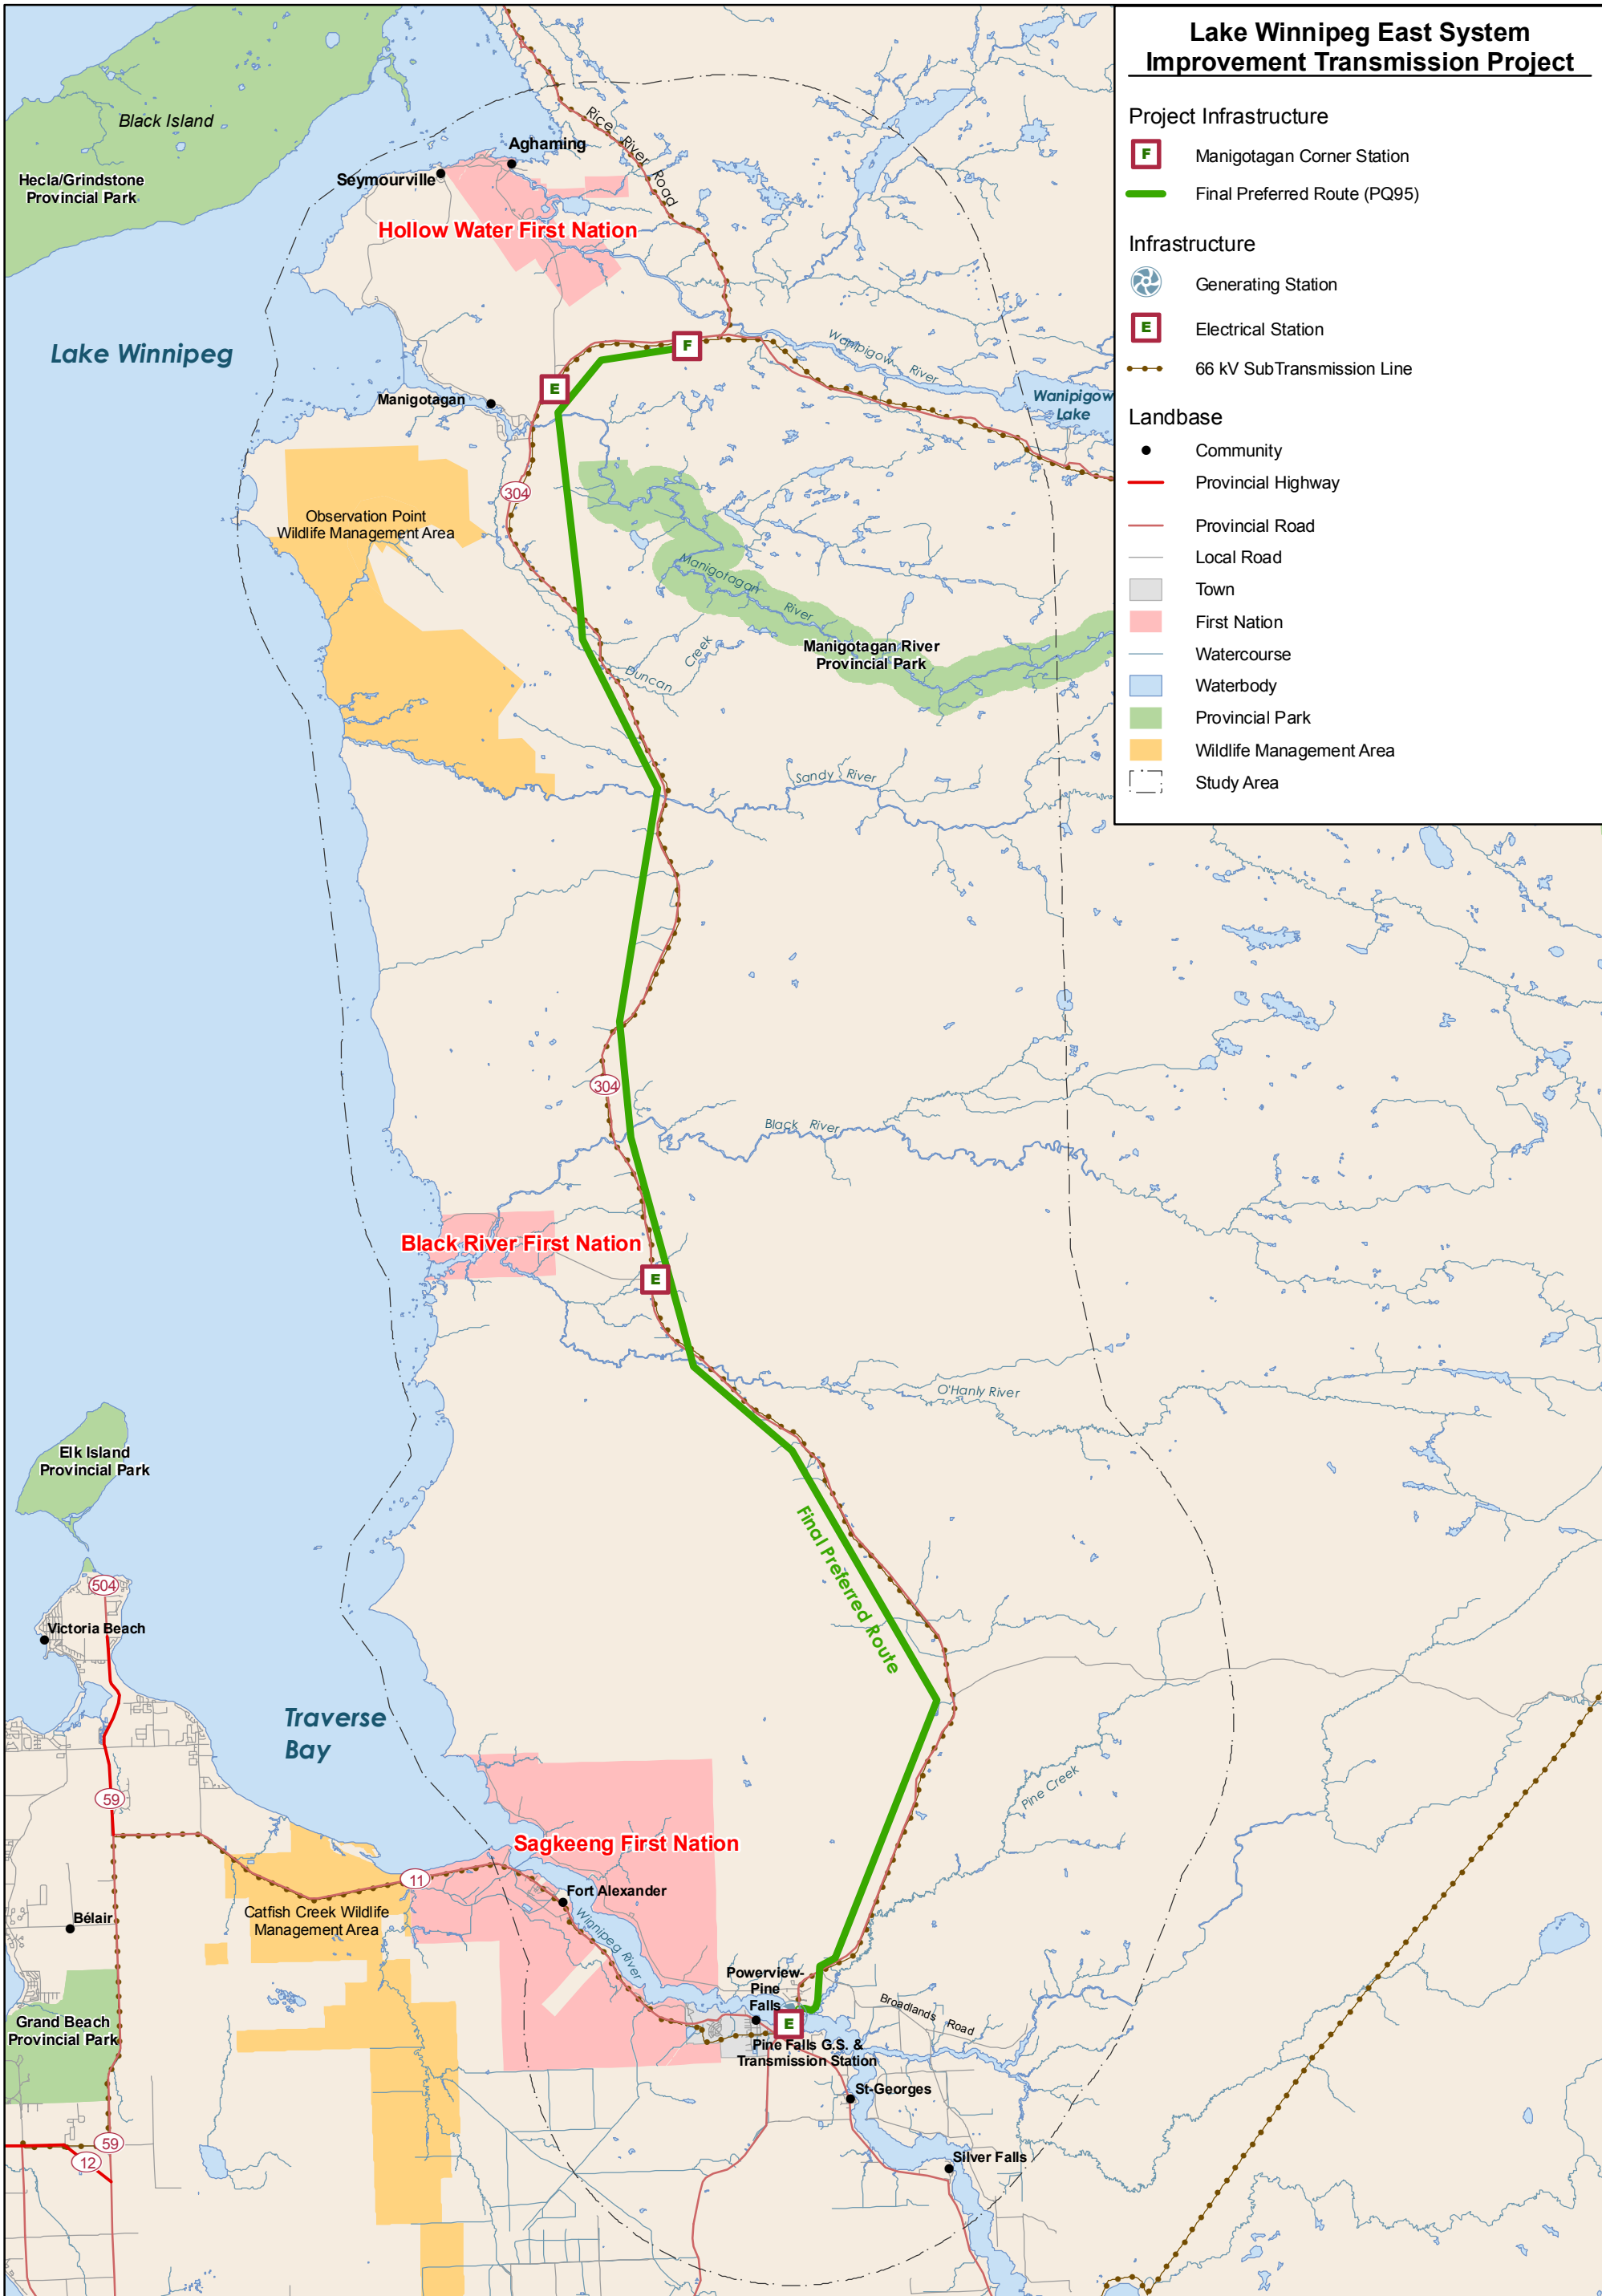 Lake Winnipeg East System
Improvement Transmission Project
Project Infrastructure
F
Manigotagan Corner Station
Final Preferred Route (PQ95)
Infrastructure
Generating Station
E
Electrical Station
66 kV SubTransmission Line
Landbase
Community
Provincial Highway
Provincial Road
Local Road
Town
First Nation
Watercourse
Waterbody
Provincial Park
Wildlife Management Area
Study Area
Black Island
Hecla/Grindstone
Provincial Park
Rice River Road
Aghaming
Seymourville
Hollow Water First Nation
Lake Winnipeg
F
Wanipigow River
E
Wanipigow
Lake
Manigotagan
304
Observation Point
Wildlife Management Area
Manigotagan River
Manigotagan River
Provincial Park
Duncan Creek
Sandy River
304
Black River
Black River First Nation
E
O'Hanly River
Elk Island
Provincial Park
Final Preferred Route
504
Victoria Beach
Traverse
Bay
59
Pine Creek
Sagkeeng First Nation
11
Fort Alexander
Catfish Creek Wildlife
Management Area
Bélair
Winnipeg River
Powerview-
Pine
Falls
Broadlands Road
Grand Beach
Provincial Park
E
Pine Falls G.S. &
Transmission Station
St-Georges
59
12
Silver Falls